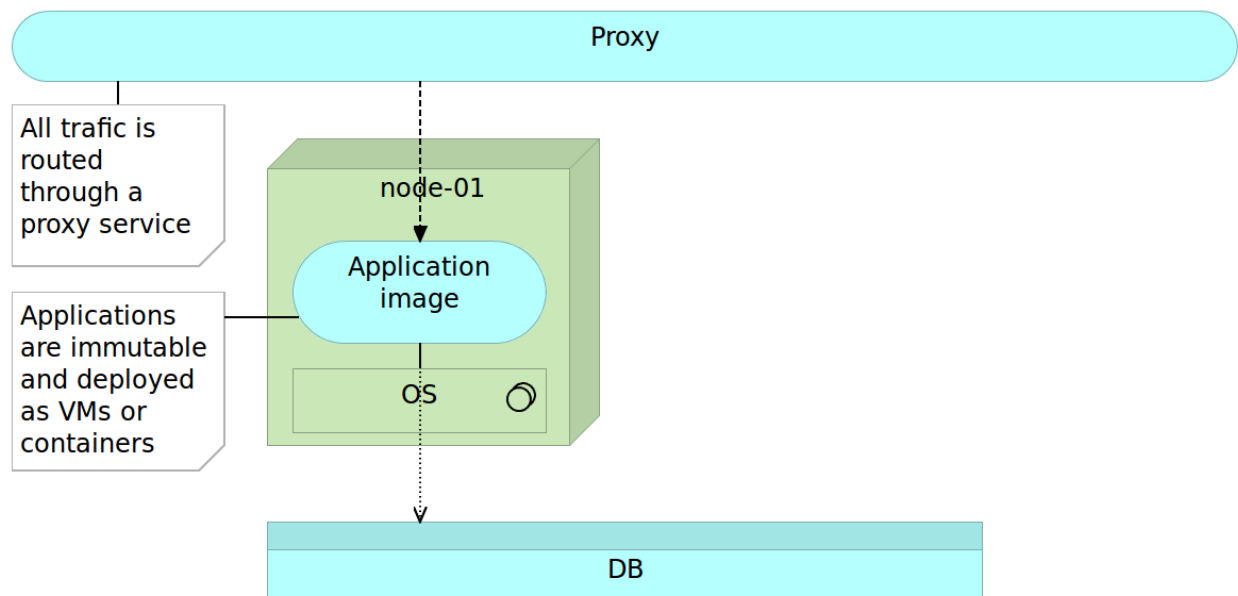 Proxy
All trafic is
routed
through a
proxy service
node-01
Application
image
Applications
are immutable
and deployed
as VMs or
containers
OS
DB